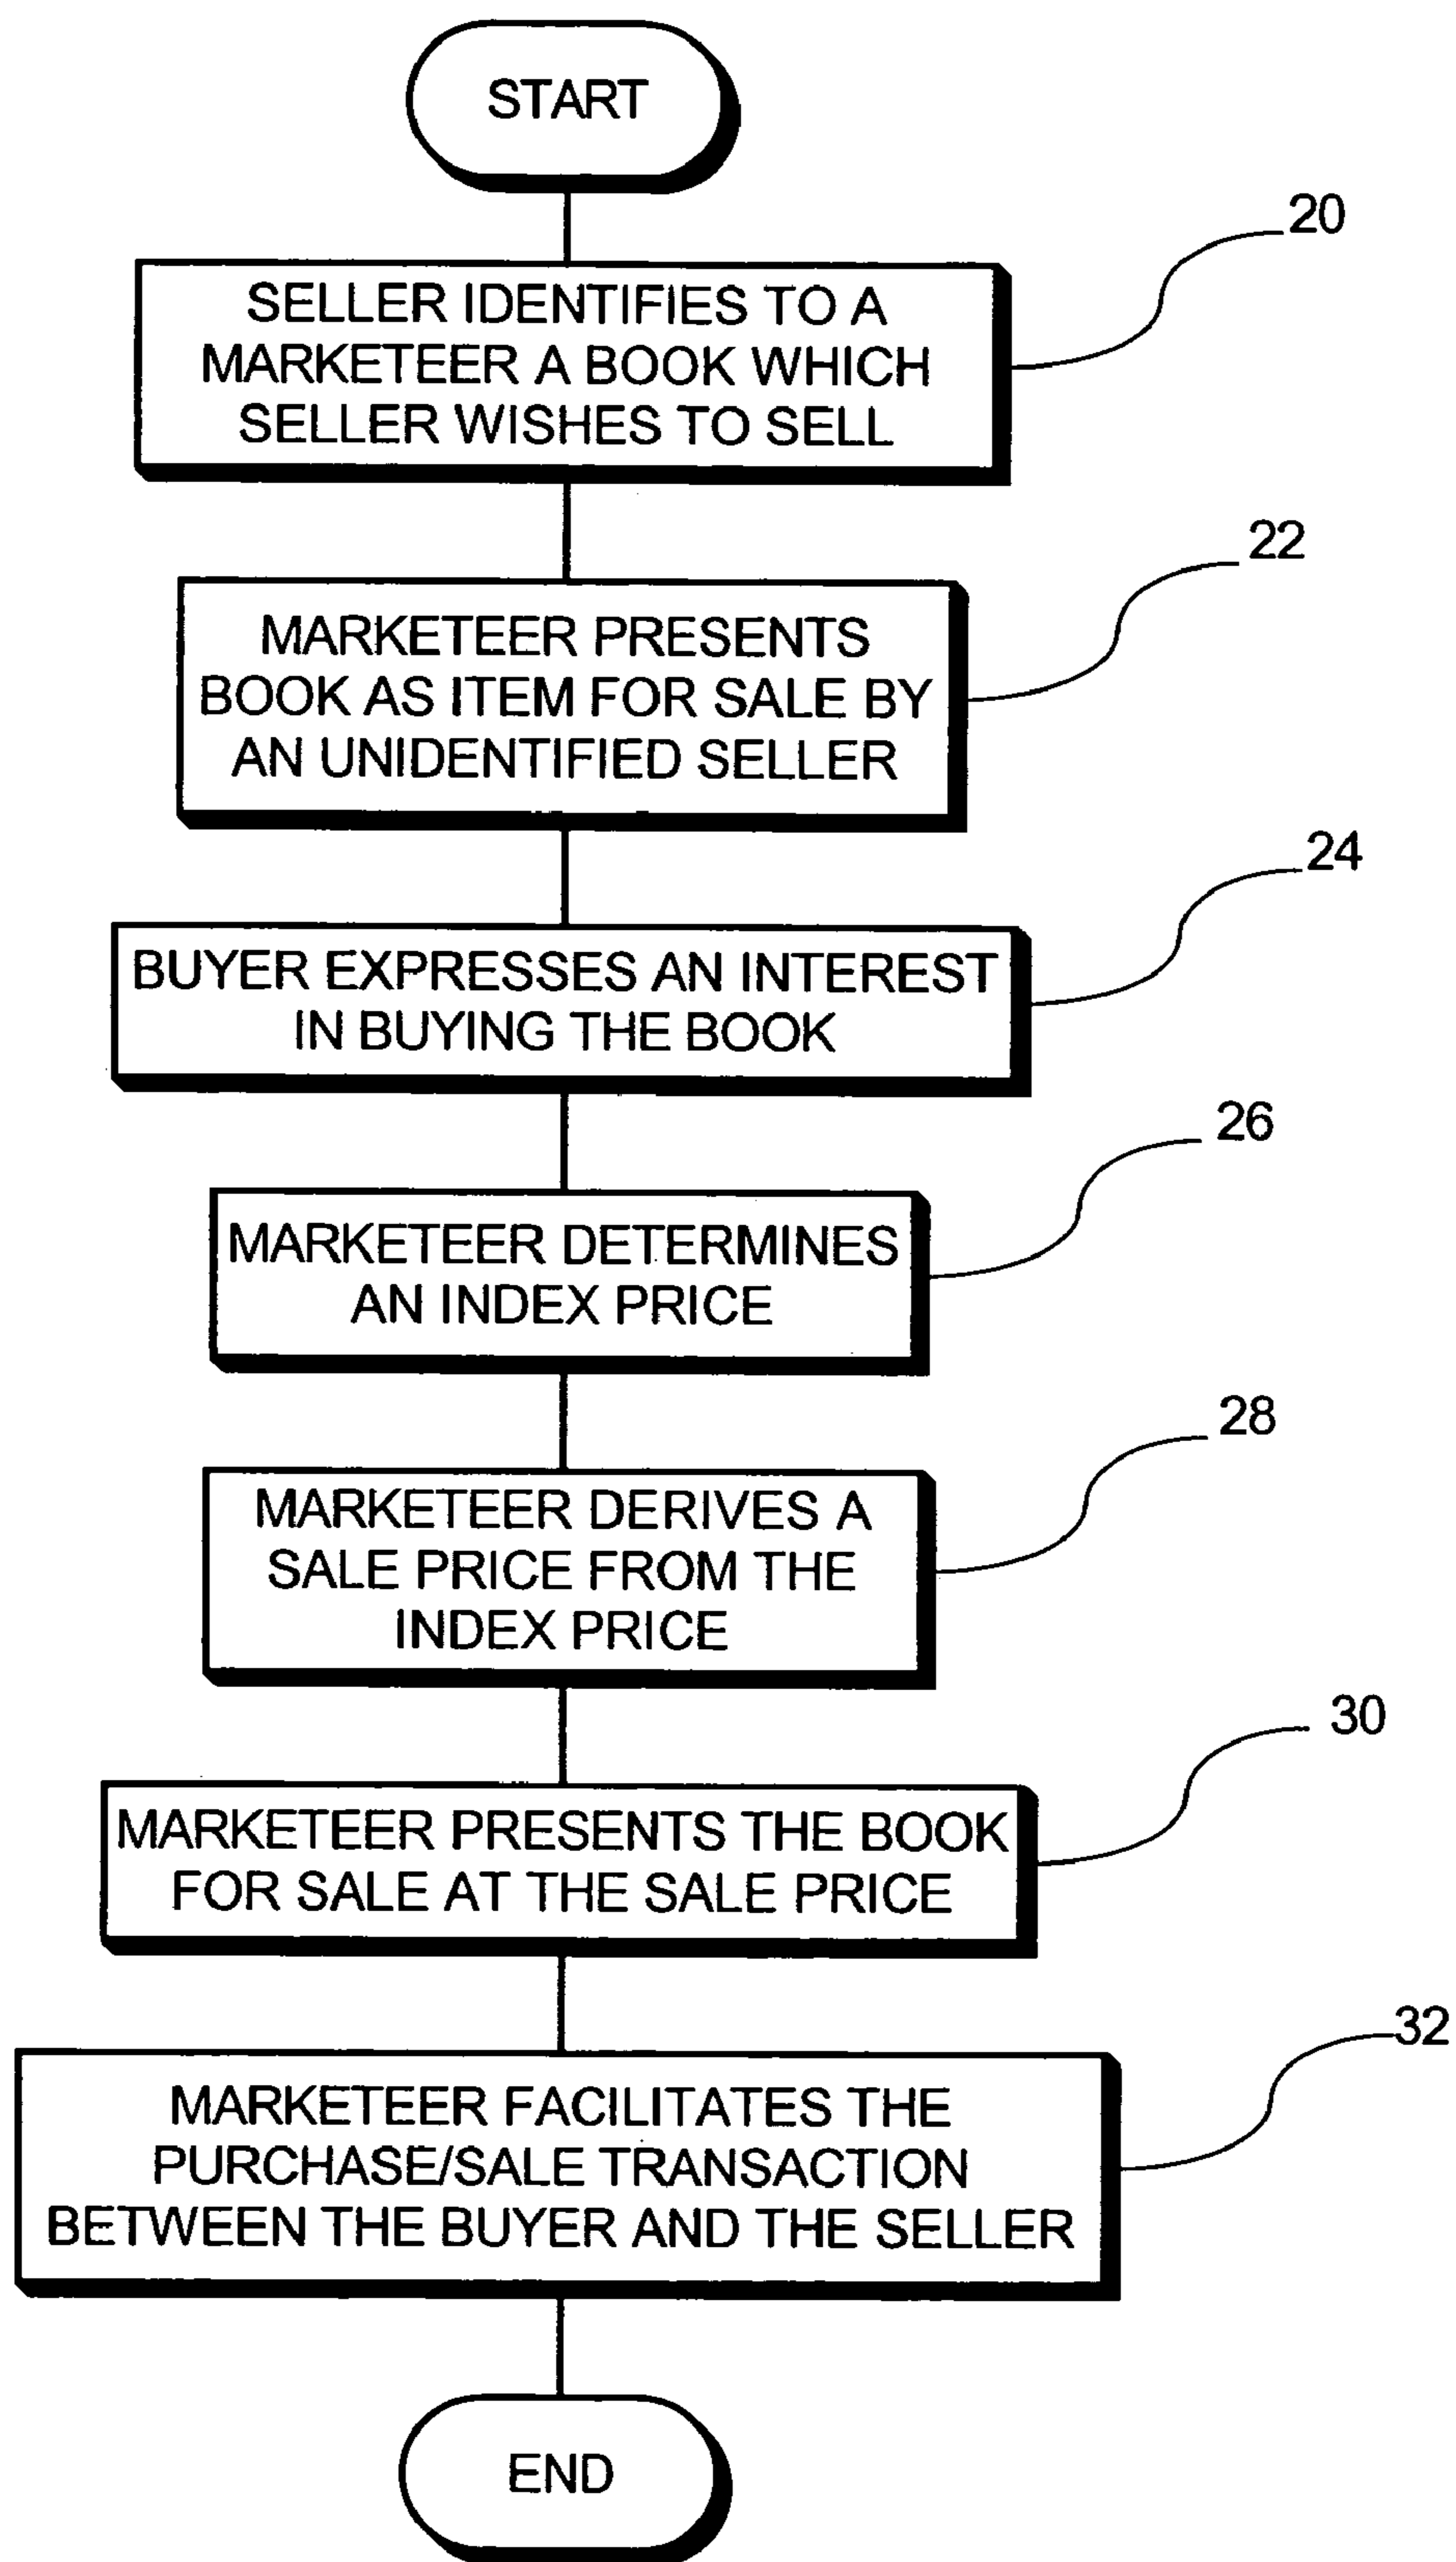 START
20
SELLER IDENTIFIES TO A
MARKETEER A BOOK WHICH
SELLER WISHES TO SELL
22
MARKETEER PRESENTS
BOOK AS ITEM FOR SALE BY
AN UNIDENTIFIED SELLER
24
BUYER EXPRESSES AN INTEREST
IN BUYING THE BOOK
26
MARKETEER DETERMINES
AN INDEX PRICE
28
MARKETEER DERIVES A
SALE PRICE FROM THE
INDEX PRICE
30
MARKETEER PRESENTS THE BOOK
FOR SALE AT THE SALE PRICE
32
MARKETEER FACILITATES THE
PURCHASE/SALE TRANSACTION
BETWEEN THE BUYER AND THE SELLER
END